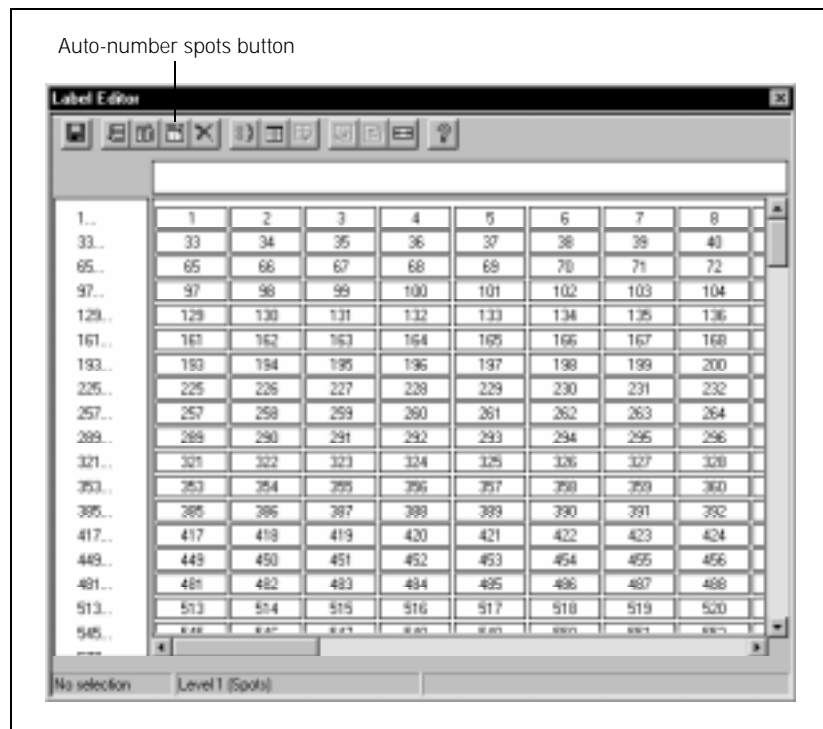 Auto-number spots button
Label Editor
1... 1 2 3 4 5 6 7 8
33... 33 34 35 36 37 38 39 40
65... 65 66 67 68 69 70 71 72
97... 97 98 99 100 101 102 103 104
129... 129 130 131 132 133 134 135 136
161... 161 162 163 164 165 166 167 168
193... 193 194 195 196 197 198 199 200
225... 225 226 227 228 229 230 231 232
257... 257 258 259 260 261 262 263 264
289... 289 290 291 292 293 294 295 296
321... 321 322 323 324 325 326 327 328
353... 353 354 355 356 357 358 359 360
385... 385 386 387 388 389 390 391 392
417... 417 418 419 420 421 422 423 424
449... 449 450 451 452 453 454 455 456
481... 481 482 483 484 485 486 487 488
513... 513 514 515 516 517 518 519 520
545...
No selection Level 1 (Spots)